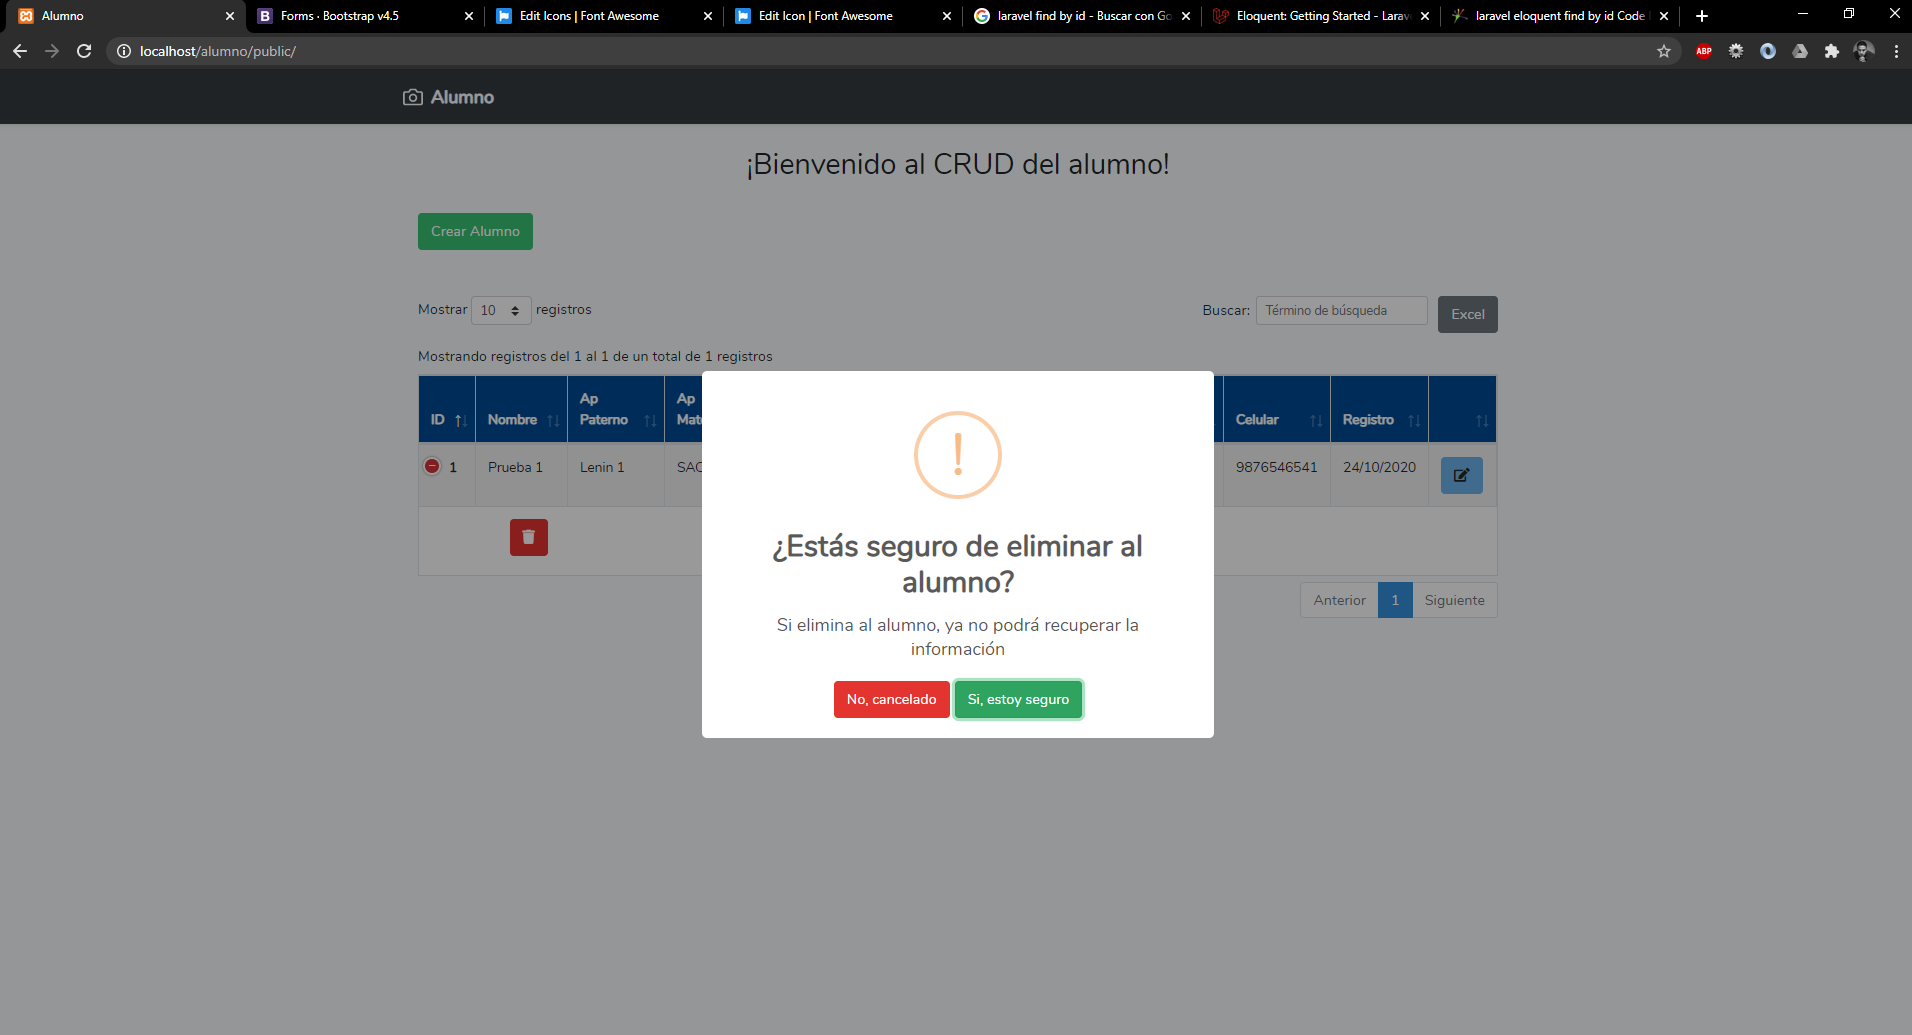 Alumno
Forms · Bootstrap v4.5
Edit Icons | Font Awesome
Edit Icon | Font Awesome
laravel find by id - Buscar con Go
Eloquent: Getting Started - Larav
laravel eloquent find by id Code
localhost/alumno/public/
ABP
Alumno
¡Bienvenido al CRUD del alumno!
Crear Alumno
Mostrar 10 registros
Buscar: Término de búsqueda Excel
Mostrando registros del 1 al 1 de un total de 1 registros
ID Nombre Ap Paterno Ap Celular Registro
1 Prueba 1 Lenin 1 9876546541 24/10/2020
¿Estás seguro de eliminar al
alumno?
Si elimina al alumno, ya no podrá recuperar la
información
No, cancelado Si, estoy seguro
Anterior 1 Siguiente